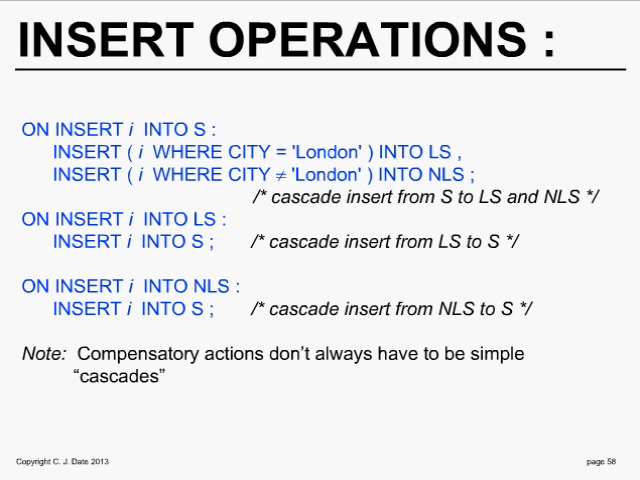 INSERT OPERATIONS :
ON INSERT i INTO S :
INSERT ( i WHERE CITY = 'London' ) INTO LS ,
INSERT ( i WHERE CITY ≠ 'London' ) INTO NLS ;
/* cascade insert from S to LS and NLS */
ON INSERT i INTO LS :
INSERT i INTO S ; /* cascade insert from LS to S */
ON INSERT i INTO NLS :
INSERT i INTO S ; /* cascade insert from NLS to S */
Note: Compensatory actions don’t always have to be simple
“cascades”
Copyright C. J. Date 2013 page 58